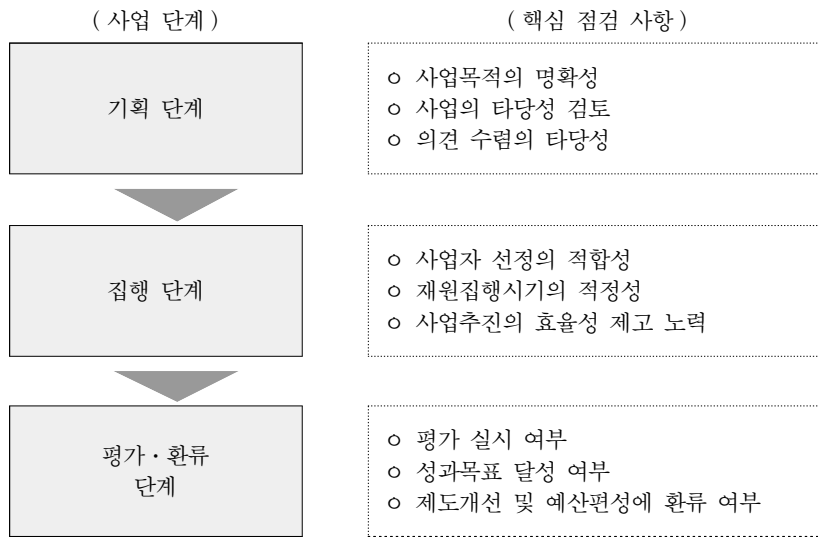 ( 사업 단계 )
( 핵심 점검 사항 )
기획 단계
o 사업목적의 명확성
o 사업의 타당성 검토
o 의견 수렴의 타당성
집행 단계
o 사업자 선정의 적합성
o 재원집행시기의 적정성
o 사업추진의 효율성 제고 노력
평가・환류
단계
o 평가 실시 여부
o 성과목표 달성 여부
o 제도개선 및 예산편성에 환류 여부